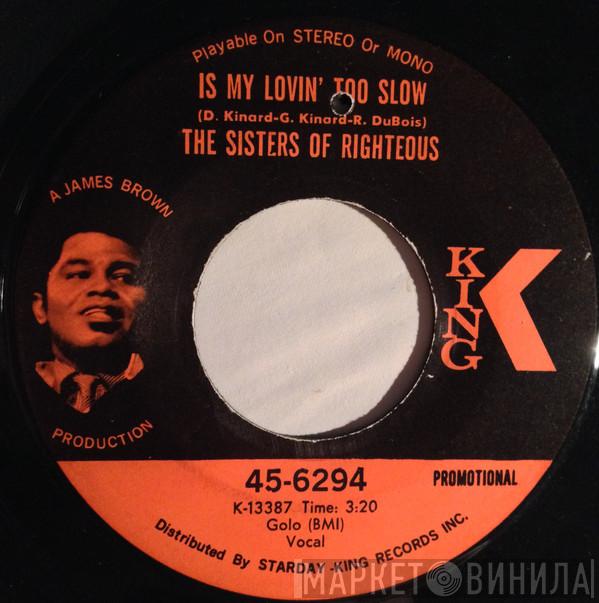 Playable On STEREO Or MONO
IS MY LOVIN' TOO SLOW
(D. Kinard-G. Kinard-R. DuBois)
THE SISTERS OF RIGHTEOUS
A JAMES BROWN
PRODUCTION
KING
45-6294
PROMOTIONAL
K-13387 Time: 3:20
Golo (BMI)
Vocal
Distributed By STARDAY-KING RECORDS INC.
МАРКЕТ ВИНИЛА